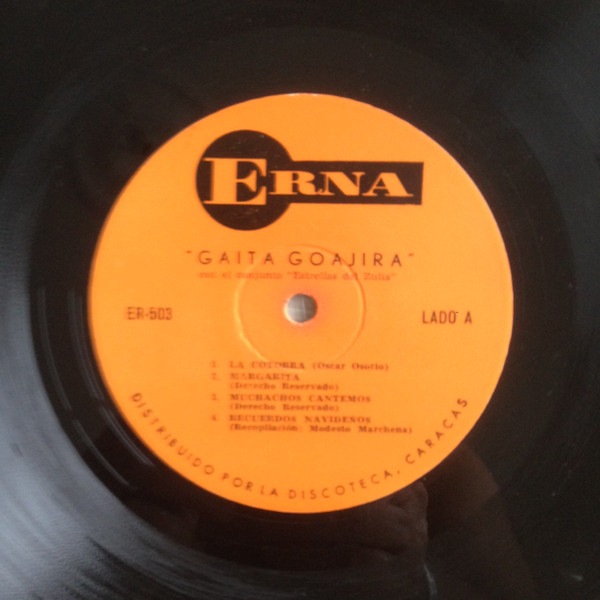 ERNA
"GAITA GOAJIRA"
con el conjunto "Estrellas del Zulia"
ER-503
LADO A
1. LA COTORRA (Oscar Osorio)
2. MARGARITA
(Derecho Reservado)
3. MUCHACHOS CANTEMOS
(Derecho Reservado)
4. RECUERDOS NAVIDEÑOS
(Recopilación: Modesto Marchena)
DISTRIBUIDO POR LA DISCOTECA, CARACAS